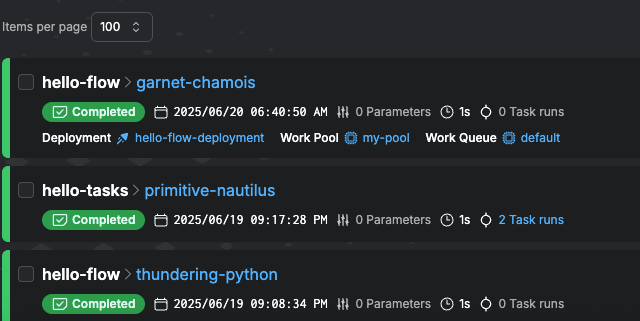 Items per page 100
hello-flow > garnet-chamois
Completed 2025/06/20 06:40:50 AM 0 Parameters 1s 0 Task runs
Deployment hello-flow-deployment Work Pool my-pool Work Queue default
hello-tasks > primitive-nautilus
Completed 2025/06/19 09:17:28 PM 0 Parameters 1s 2 Task runs
hello-flow > thundering-python
Completed 2025/06/19 09:08:34 PM 0 Parameters 1s 0 Task runs